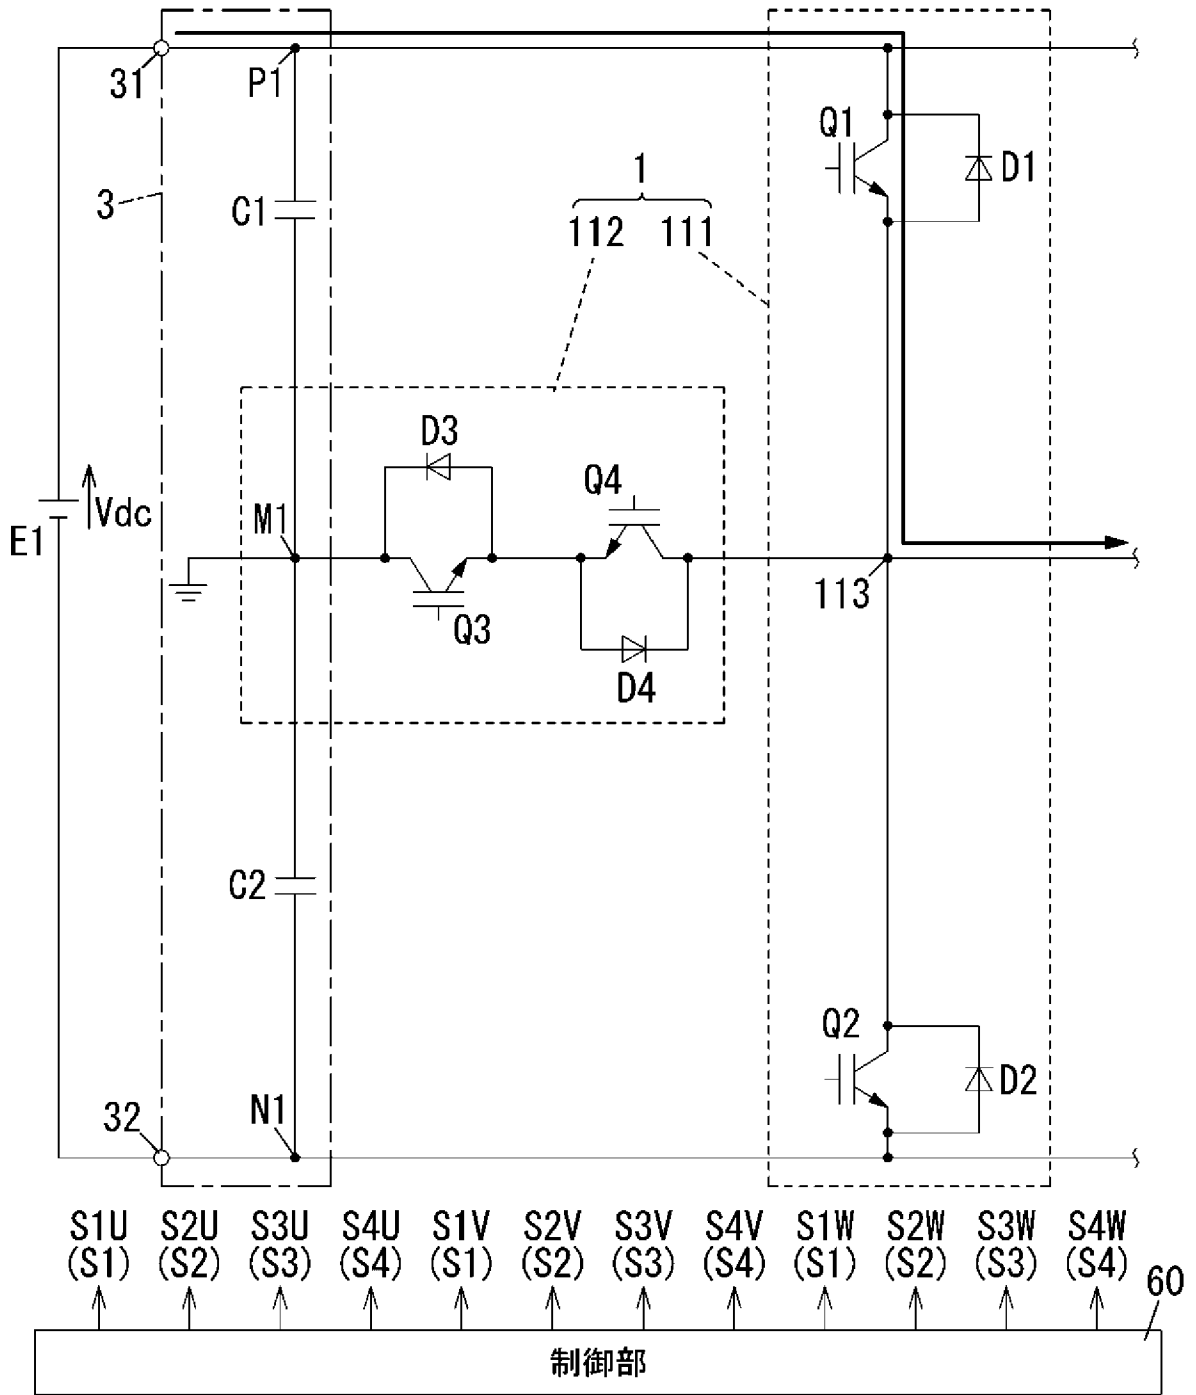 31
P1
Q1
D1
3
C1
1
112 111
D3
Q4
E1
Vdc
M1
113
Q3
D4
C2
Q2
D2
32
N1
S1U S2U S3U S4U S1V S2V S3V S4V S1W S2W S3W S4W
(S1) (S2) (S3) (S4) (S1) (S2) (S3) (S4) (S1) (S2) (S3) (S4)
60
制御部